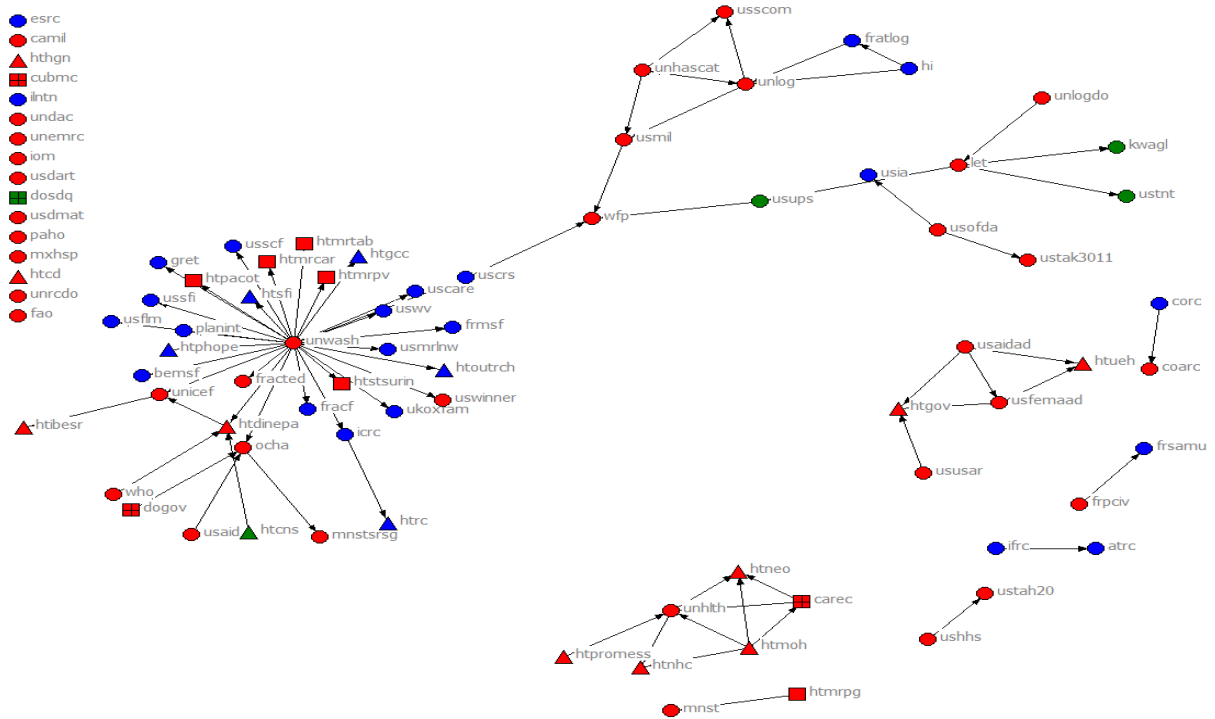 esrc
camil
hthgn
cubmc
ilntn
undac
unemrc
iom
usdart
dosdq
usdmat
paho
mxhsp
htcd
unrcdo
fao
usscom
fratlog
hi
unhascat
unlog
unlogdo
usmil
kwagl
let
usia
ustnt
usups
wfp
usofda
ustak3011
htmrtab
usscf
htgcc
gret
htmrcar
htpacot
htmrpv
uscrs
htsfi
uscare
ussfi
uswv
usflm
planint
frmsf
unwash
htphope
usmrlnw
bemsf
htoutrch
fracted
htstsurin
unicef
uswinner
fracf
ukoxfam
htibesr
htdinepa
icrc
ocha
who
dogov
usaid
htcns
mnstsrsg
htrc
corc
usaidad
htueh
coarc
usfemaad
htgov
ususar
frsamu
frpciv
ifrc
atrc
htneo
ustah20
carec
unhlth
ushhs
htpromess
htmoh
htnhc
htmrpg
mnst